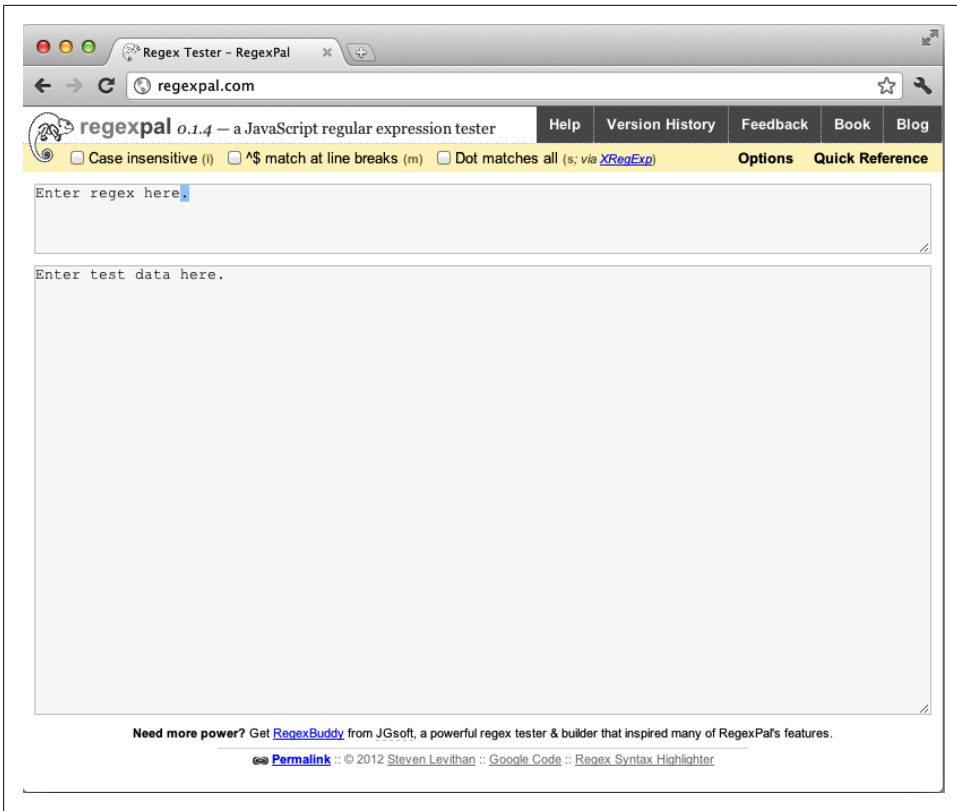 Regex Tester – RegexPal
regexpal.com
regexpal 0.1.4 — a JavaScript regular expression tester
Help Version History Feedback Book Blog
Case insensitive (i) ^$ match at line breaks (m) Dot matches all (s; via XRegExp) Options Quick Reference
Enter regex here.
Enter test data here.
Need more power? Get RegexBuddy from JGsoft, a powerful regex tester & builder that inspired many of RegexPal's features.
Permalink :: © 2012 Steven Levithan :: Google Code :: Regex Syntax Highlighter